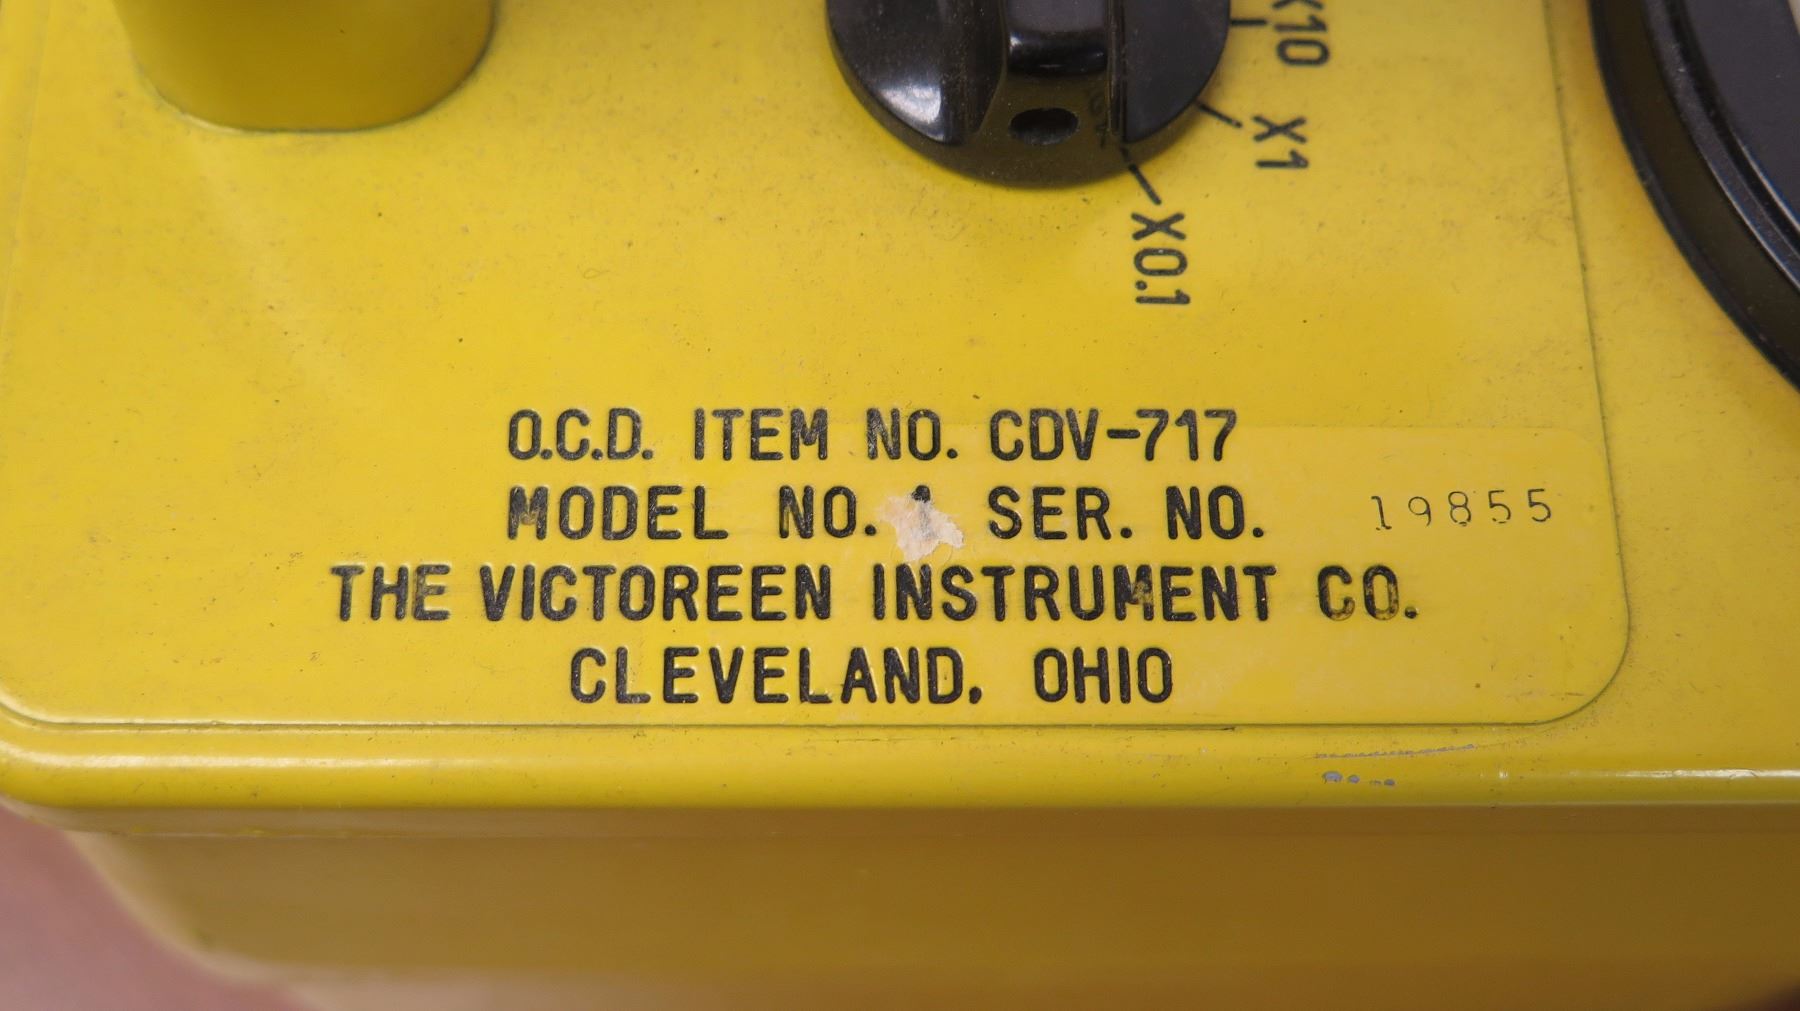 X10
X1
X0.1
O.C.D. ITEM NO. CDV-717
MODEL NO. 1 SER. NO. 19855
THE VICTOREEN INSTRUMENT CO.
CLEVELAND, OHIO